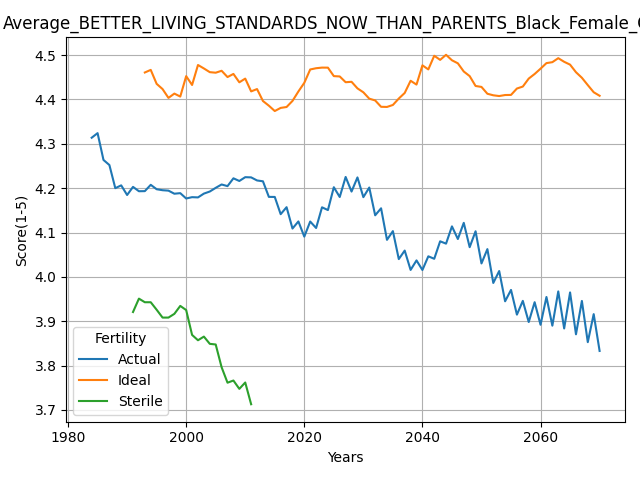 Average_BETTER_LIVING_STANDARDS_NOW_THAN_PARENTS_Black_Female_
Score(1-5)
4.5
4.4
4.3
4.2
4.1
4.0
3.9
3.8
3.7
Fertility
Actual
Ideal
Sterile
1980 2000 2020 2040 2060
Years